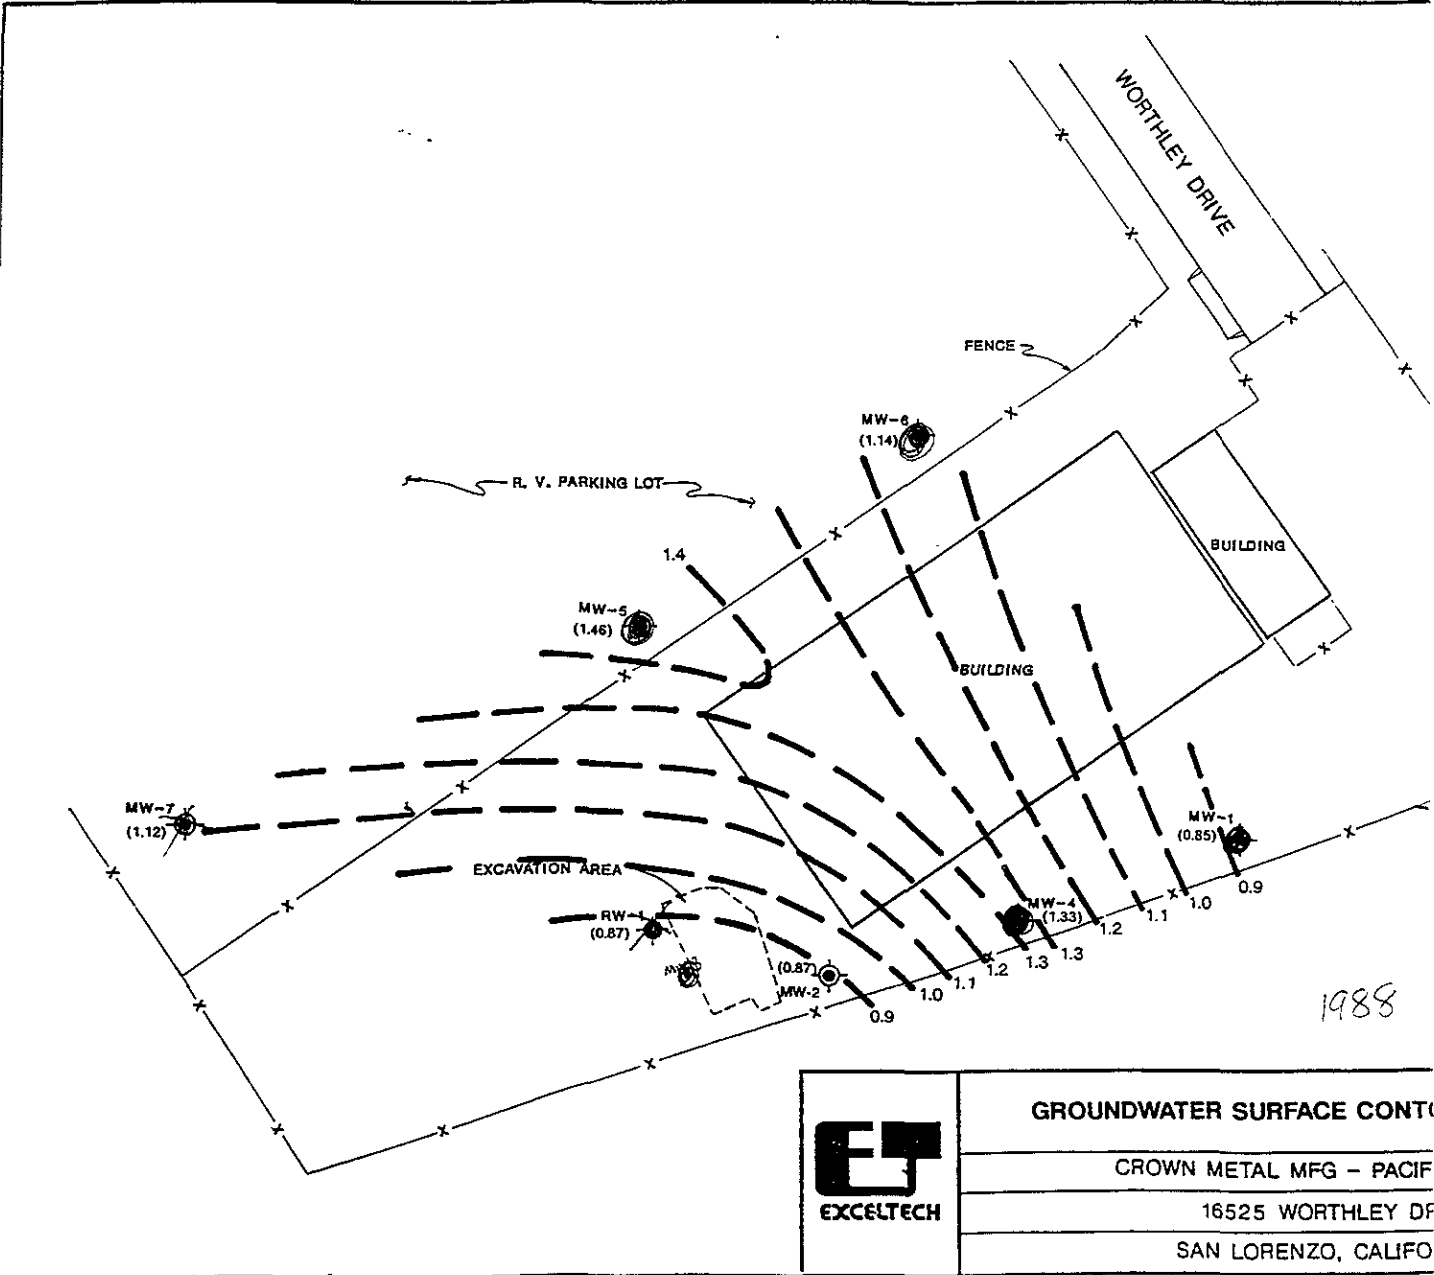 WORTHLEY DRIVE
FENCE
MW-6
(1.14)
R. V. PARKING LOT
1.4
BUILDING
MW-5
(1.46)
BUILDING
MW-7
(1.12)
MW-1
(0.85)
EXCAVATION AREA
0.9
1.0
1.1
1.2
RW-1
(0.87)
MW-4
(1.33)
1.3
1.3
1.2
1.1
1.0
0.9
(0.87)
MW-2
1988
GROUNDWATER SURFACE CONTO
CROWN METAL MFG - PACIF
16525 WORTHLEY DR
SAN LORENZO, CALIFO
EXCELTECH